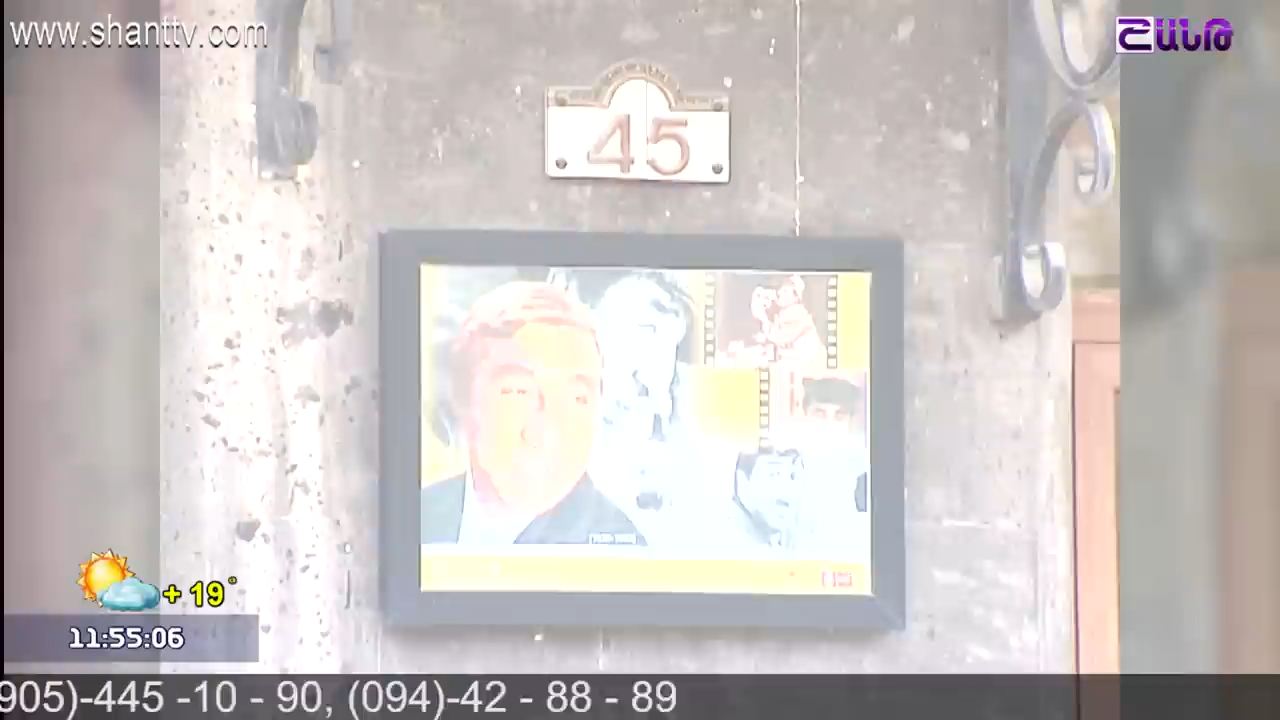 www.shanttv.com
Շանթ
45
+ 19°
11:55:06
905)-445 -10 - 90, (094)-42 - 88 - 89